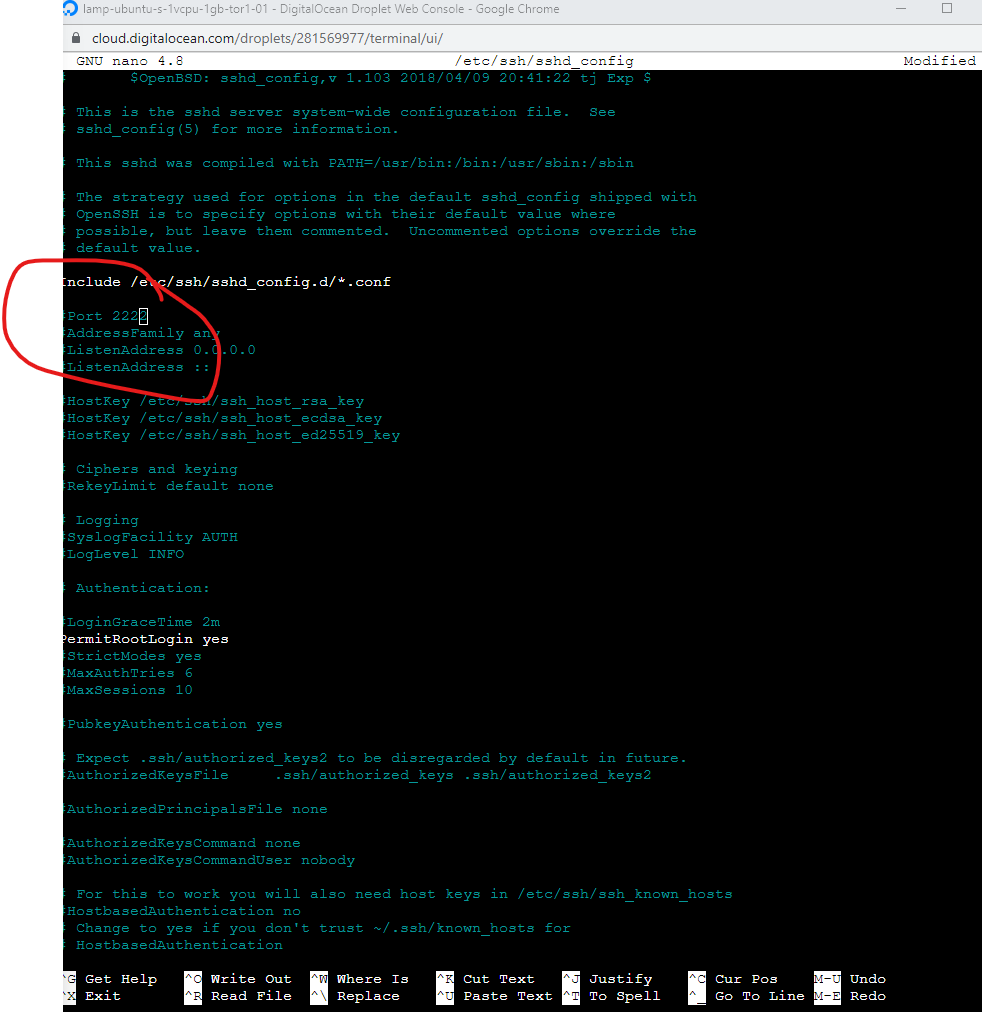 lamp-ubuntu-s-1vcpu-1gb-tor1-01 - DigitalOcean Droplet Web Console - Google Chrome
cloud.digitalocean.com/droplets/281569977/terminal/ui/
GNU nano 4.8 /etc/ssh/sshd_config Modified
# $OpenBSD: sshd_config,v 1.103 2018/04/09 20:41:22 tj Exp $
# This is the sshd server system-wide configuration file. See
# sshd_config(5) for more information.
# This sshd was compiled with PATH=/usr/bin:/bin:/usr/sbin:/sbin
# The strategy used for options in the default sshd_config shipped with
# OpenSSH is to specify options with their default value where
# possible, but leave them commented. Uncommented options override the
# default value.
Include /etc/ssh/sshd_config.d/*.conf
#Port 2222
#AddressFamily any
#ListenAddress 0.0.0.0
#ListenAddress ::
#HostKey /etc/ssh/ssh_host_rsa_key
#HostKey /etc/ssh/ssh_host_ecdsa_key
#HostKey /etc/ssh/ssh_host_ed25519_key
# Ciphers and keying
#RekeyLimit default none
# Logging
#SyslogFacility AUTH
#LogLevel INFO
# Authentication:
#LoginGraceTime 2m
PermitRootLogin yes
#StrictModes yes
#MaxAuthTries 6
#MaxSessions 10
#PubkeyAuthentication yes
# Expect .ssh/authorized_keys2 to be disregarded by default in future.
#AuthorizedKeysFile .ssh/authorized_keys .ssh/authorized_keys2
#AuthorizedPrincipalsFile none
#AuthorizedKeysCommand none
#AuthorizedKeysCommandUser nobody
# For this to work you will also need host keys in /etc/ssh/ssh_known_hosts
#HostbasedAuthentication no
# Change to yes if you don't trust ~/.ssh/known_hosts for
# HostbasedAuthentication
^G Get Help ^O Write Out ^W Where Is ^K Cut Text ^J Justify ^C Cur Pos M-U Undo
^X Exit ^R Read File ^\ Replace ^U Paste Text ^T To Spell ^_ Go To Line M-E Redo